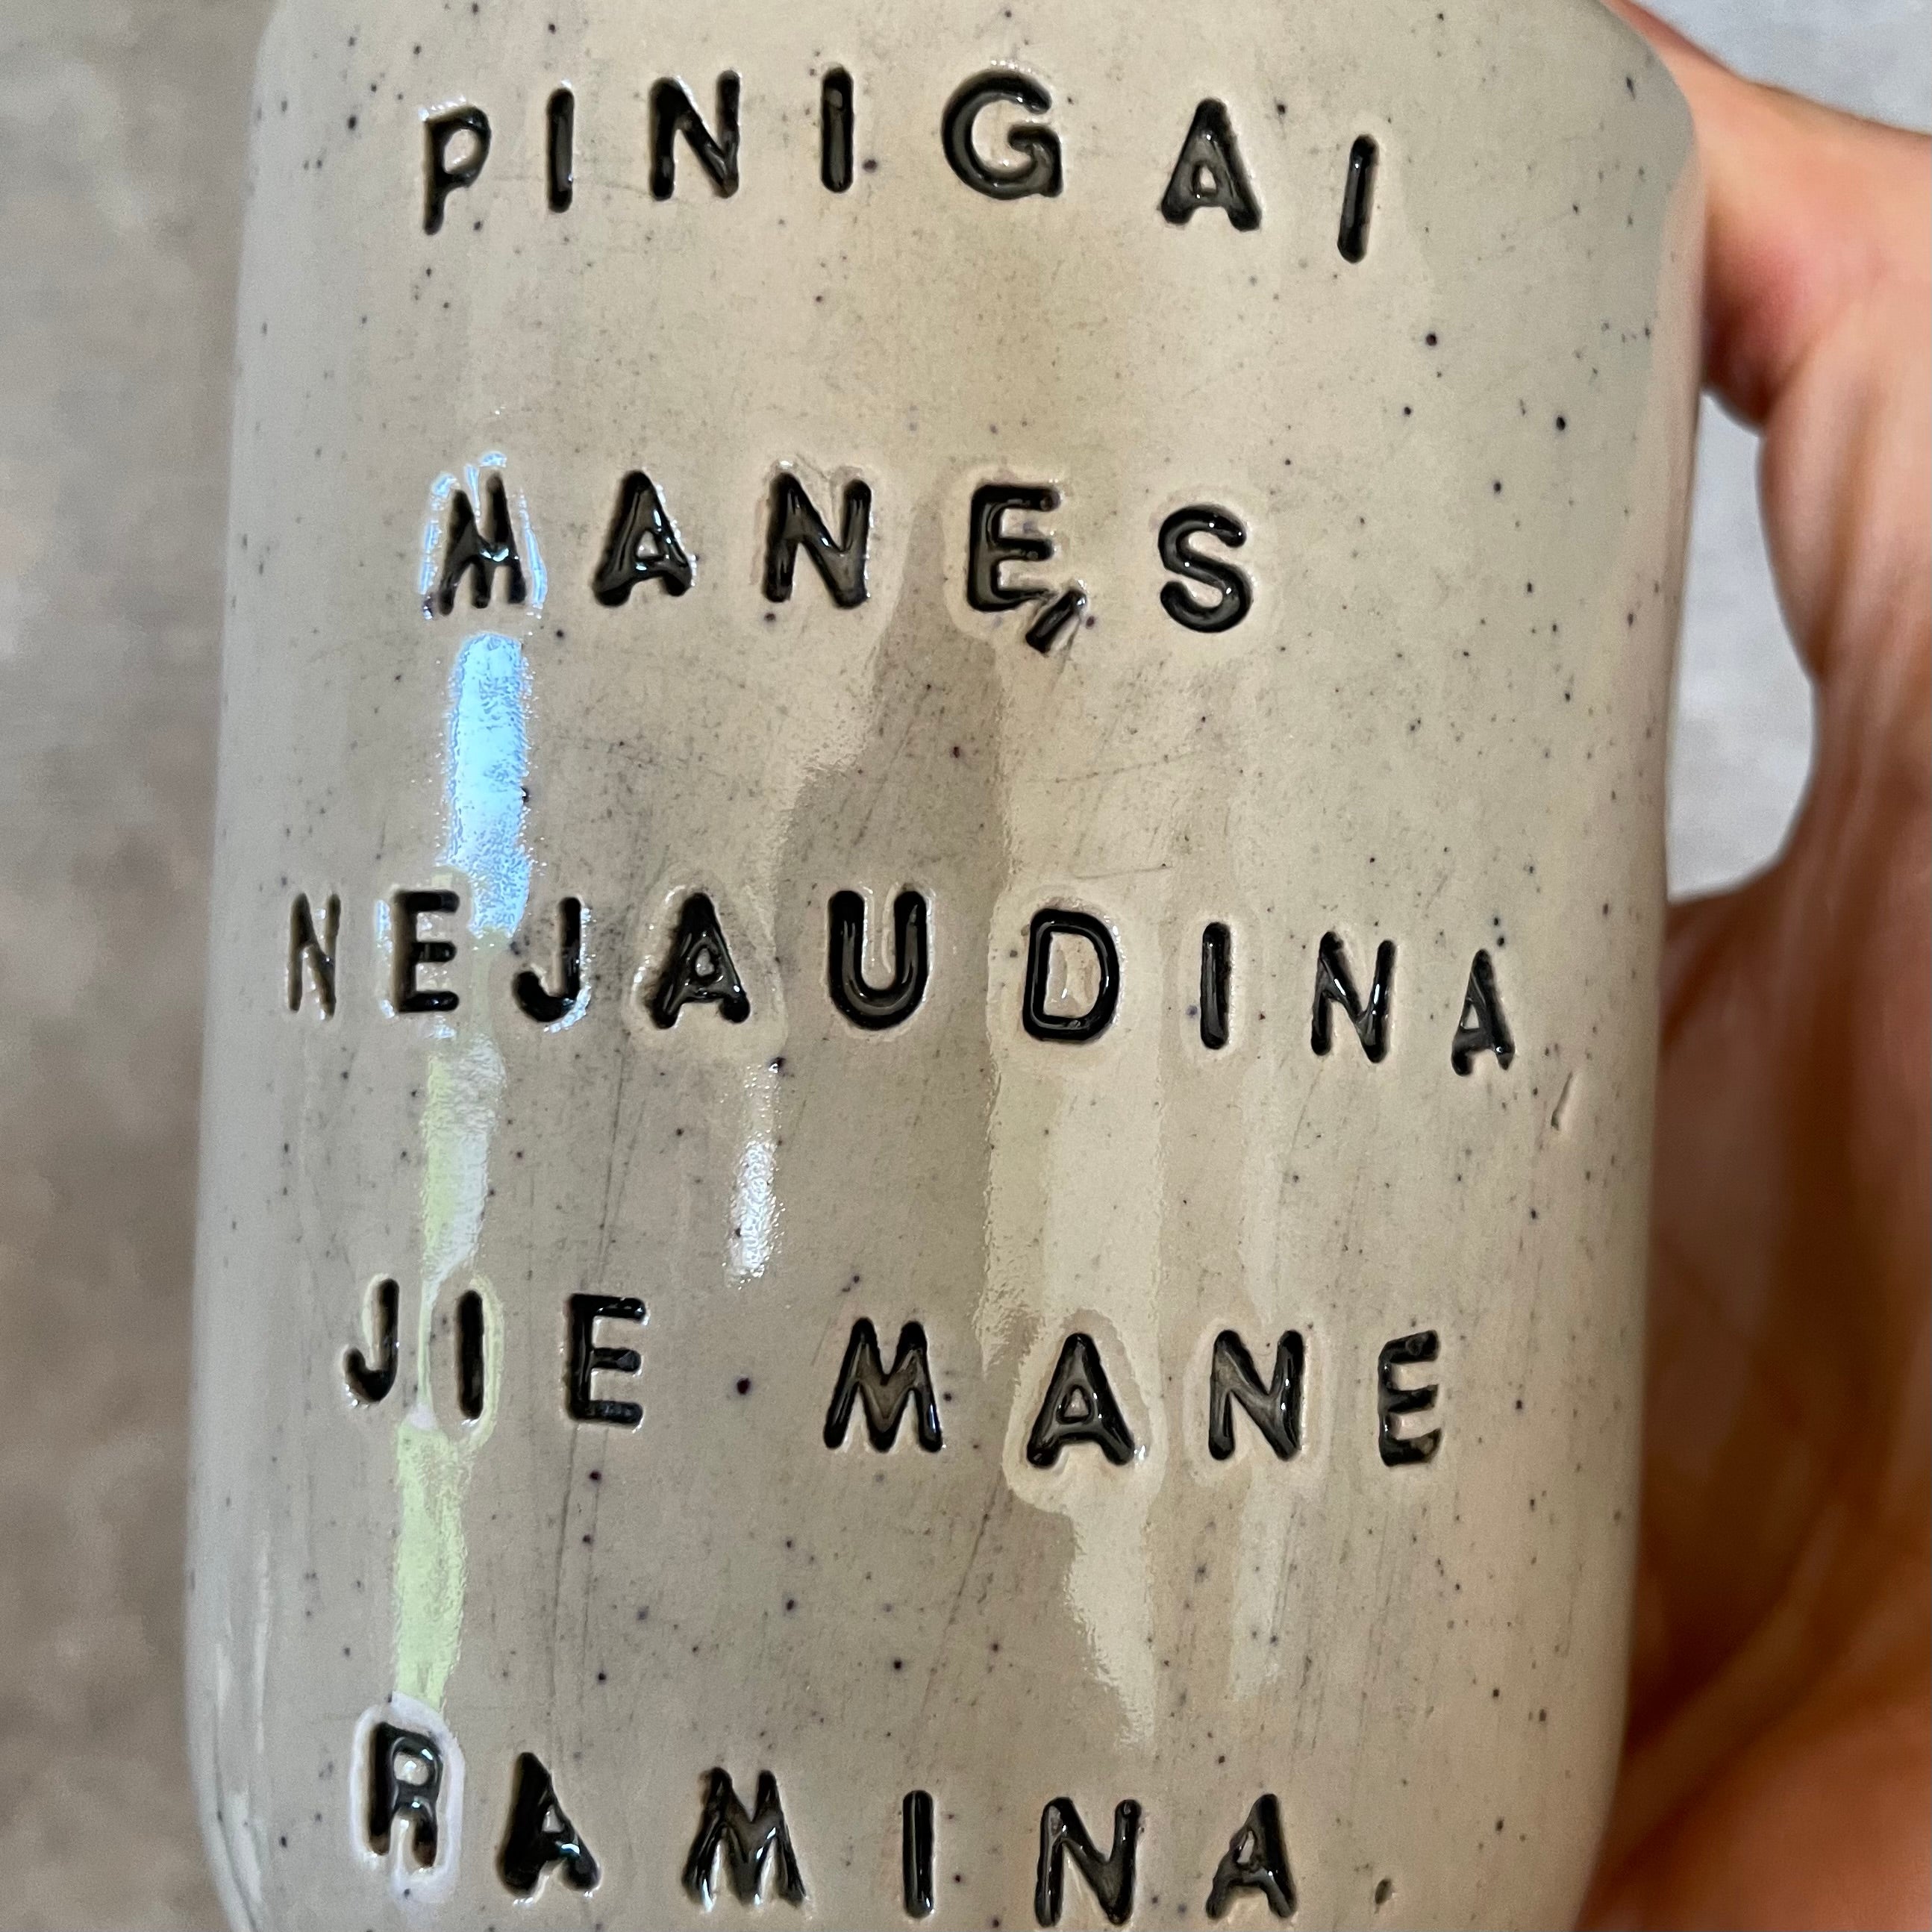 PINIGAI
MANĘS
NEJAUDINA,
JIE MANE
RAMINA.